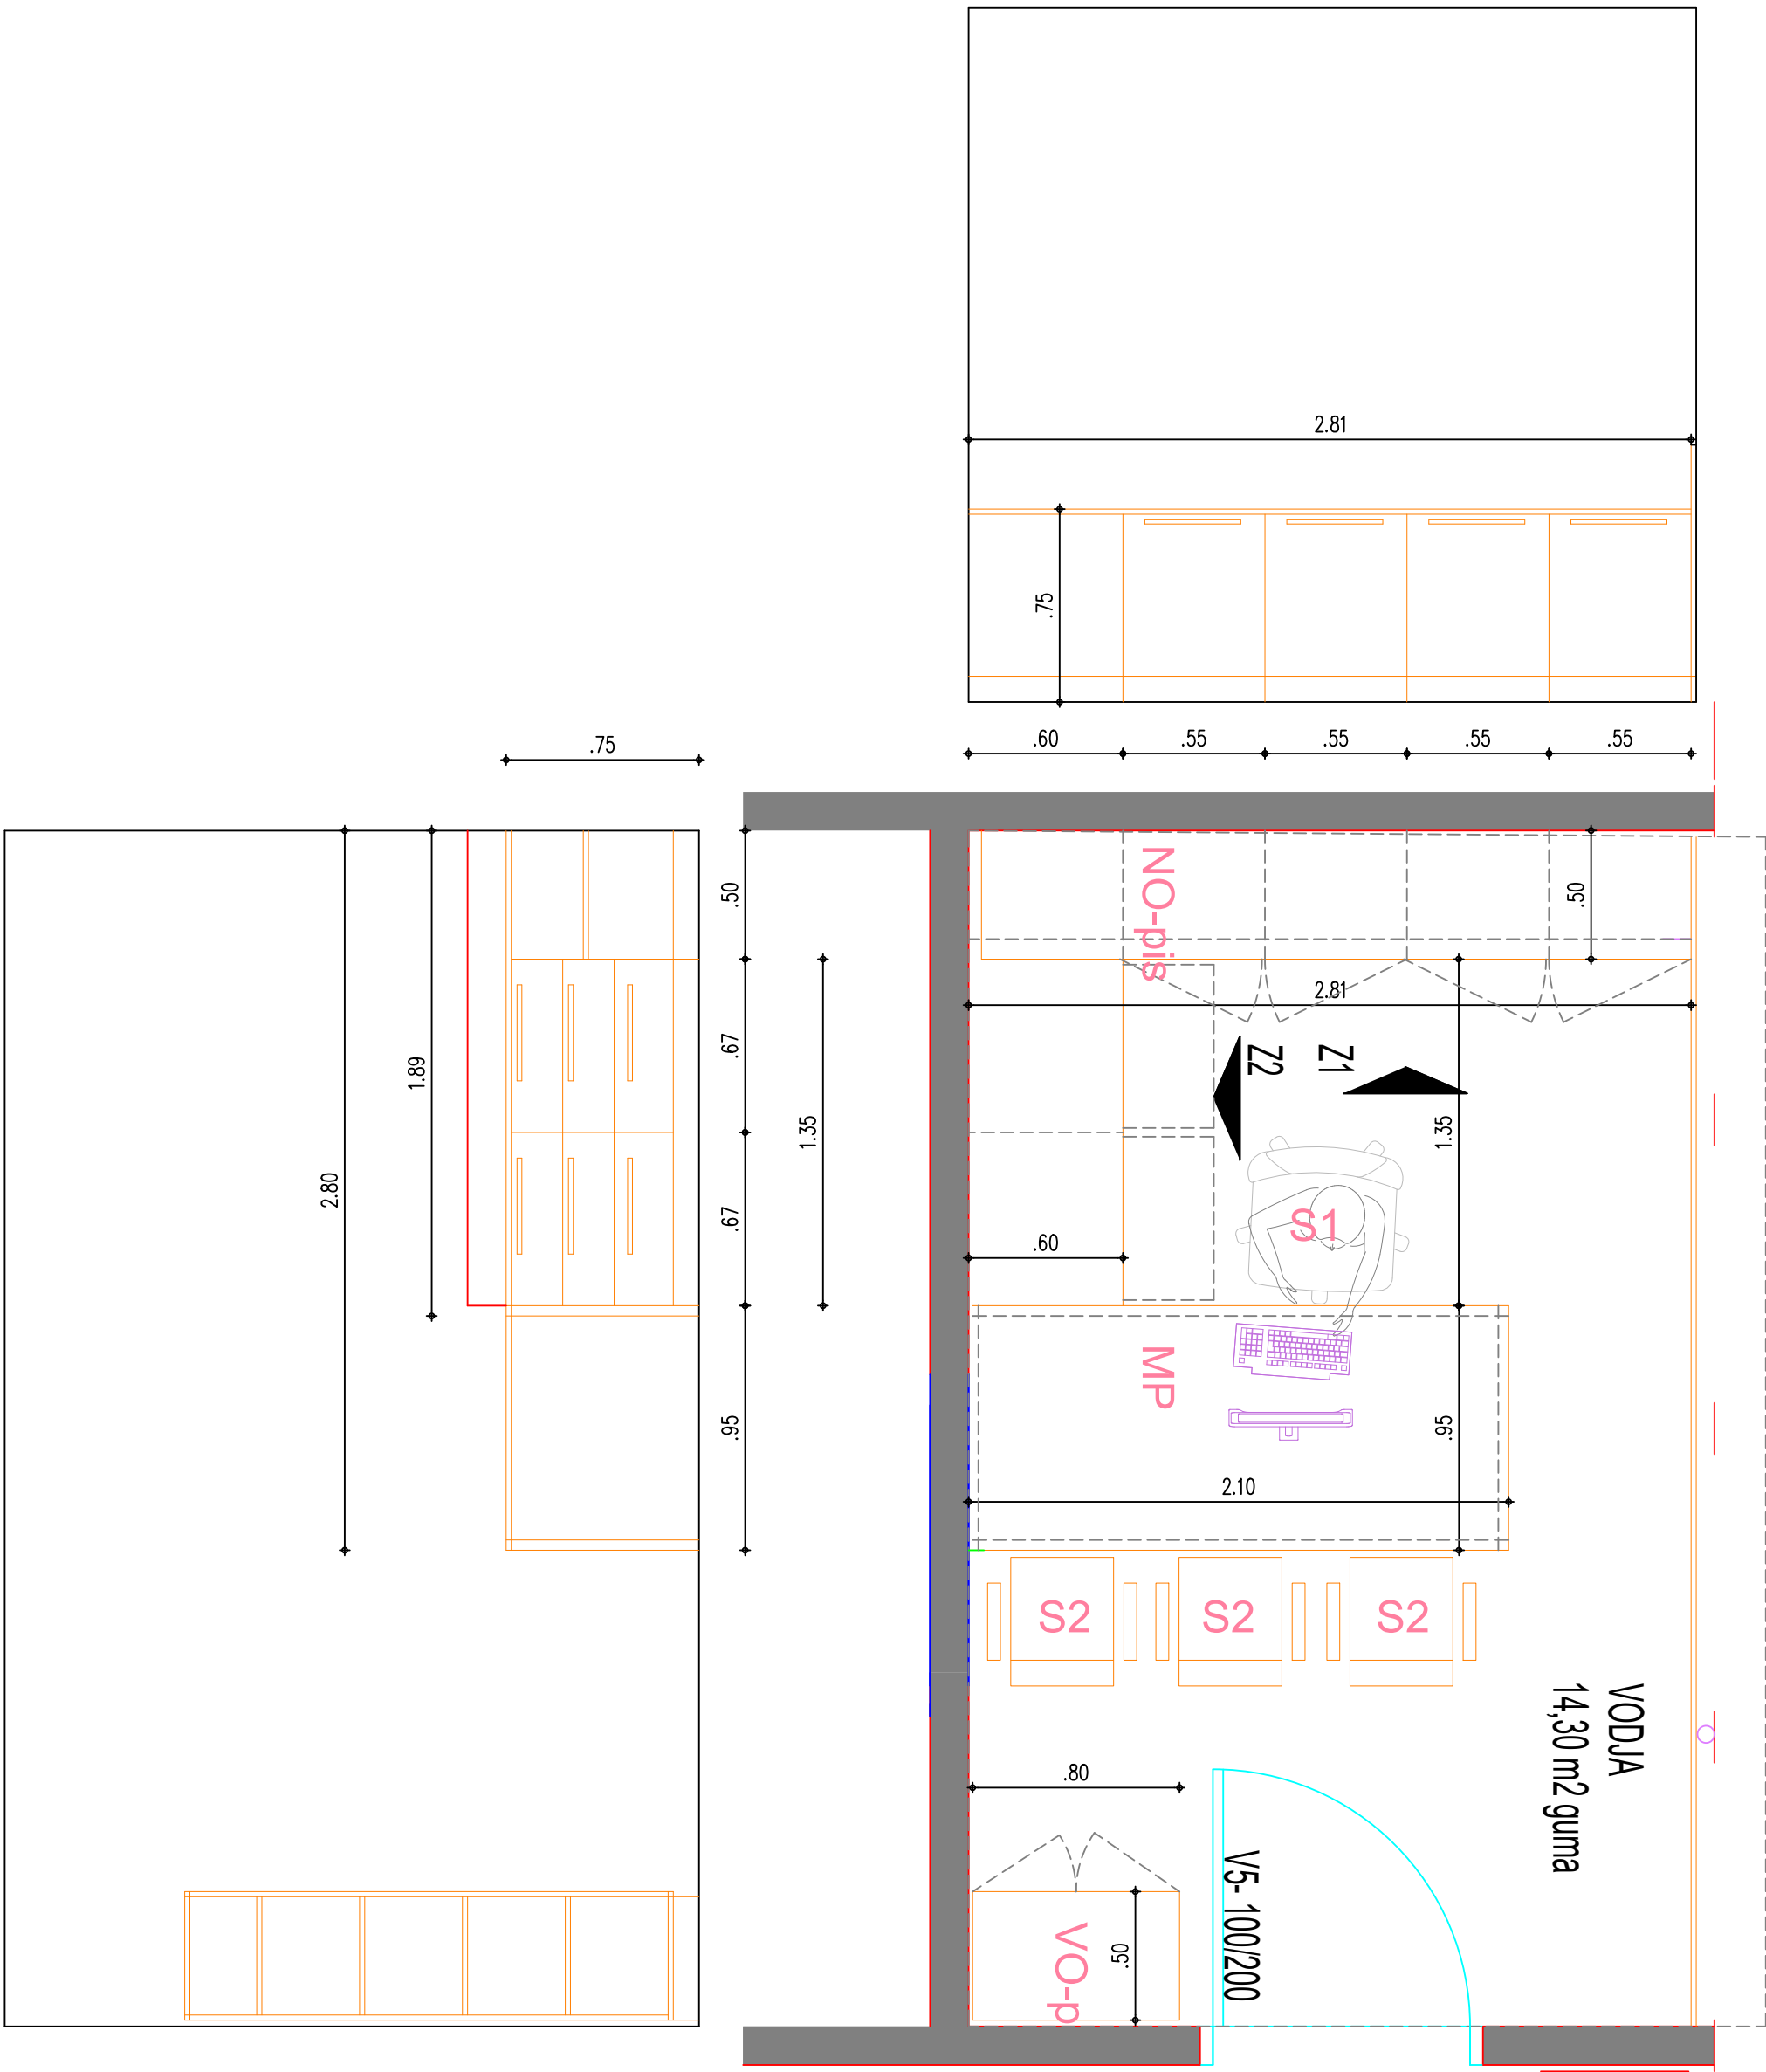 2.81
.75
.60
.55
.55
.55
.55
.75
.50
NO-pis
.50
2.81
.67
1.89
1.35
Z2
Z1
1.35
2.80
.67
.60
S1
MP
.95
.95
2.10
S2
S2
S2
VODJA
14,30 m2 guma
.80
V5- 100/200
VO-p
.50